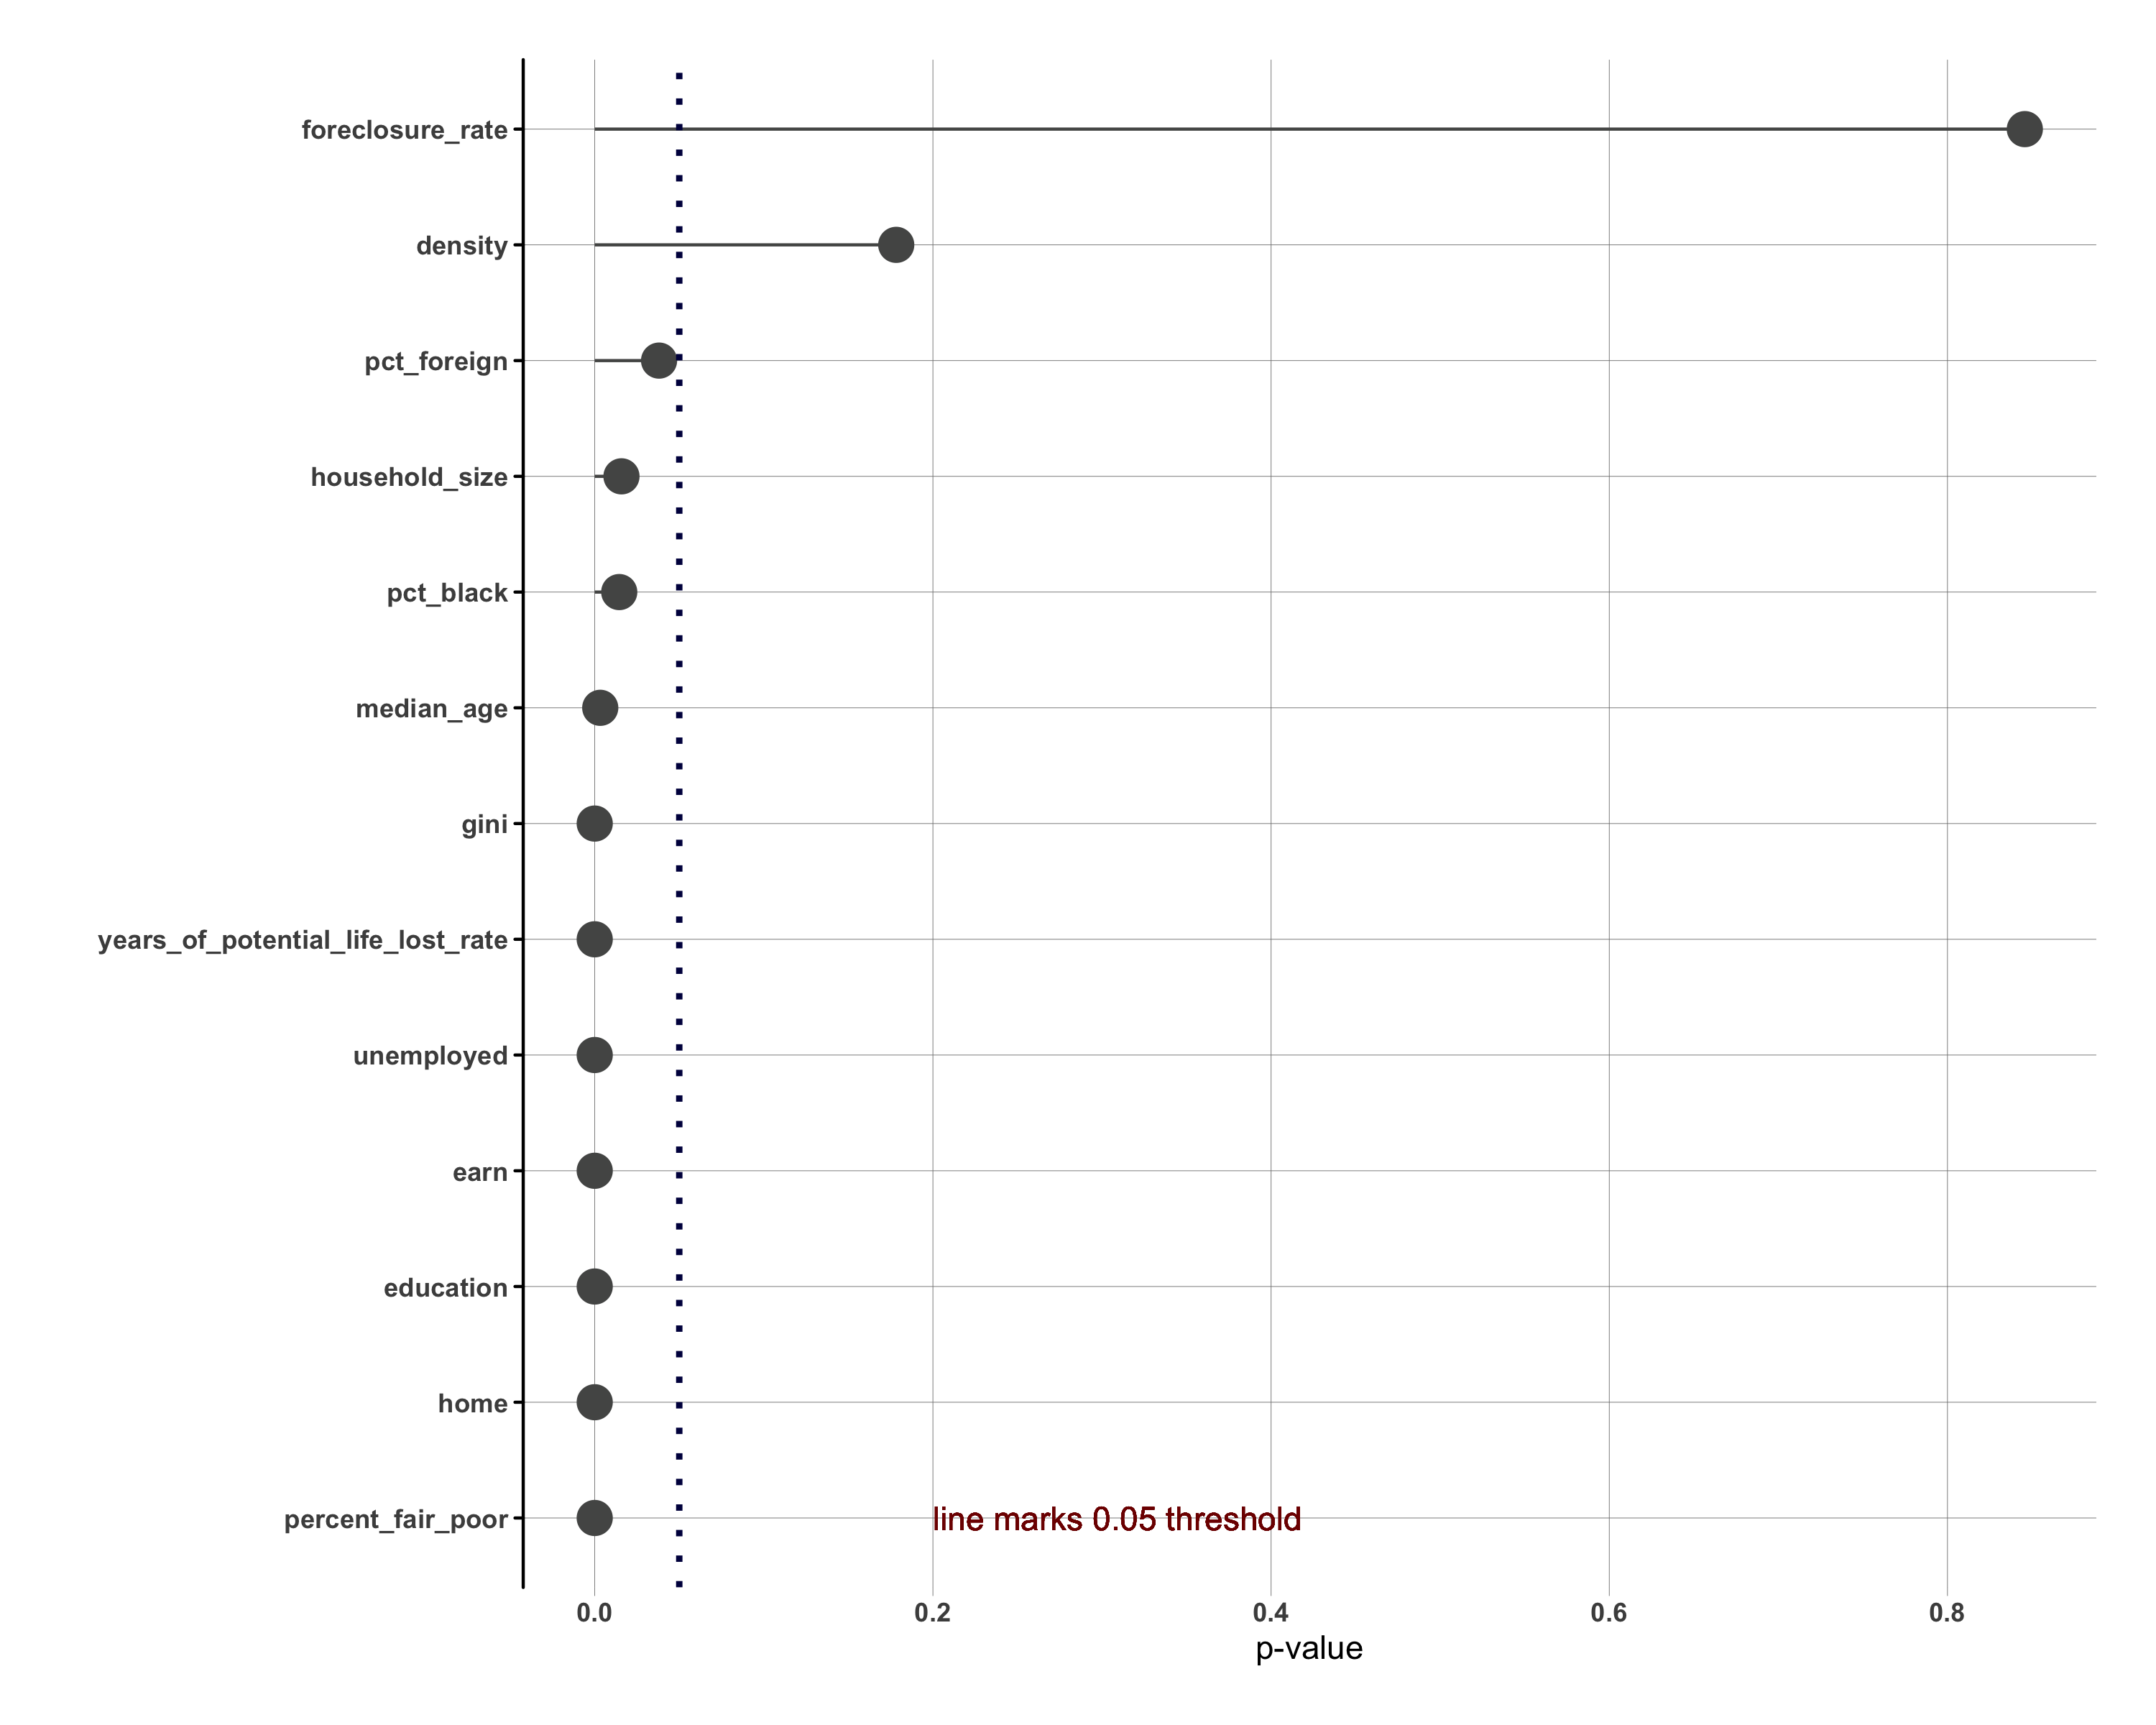 foreclosure_rate
density
pct_foreign
household_size
pct_black
median_age
gini
years_of_potential_life_lost_rate
unemployed
earn
education
home
percent_fair_poor
line marks 0.05 threshold
0.0 0.2 0.4 0.6 0.8
p-value